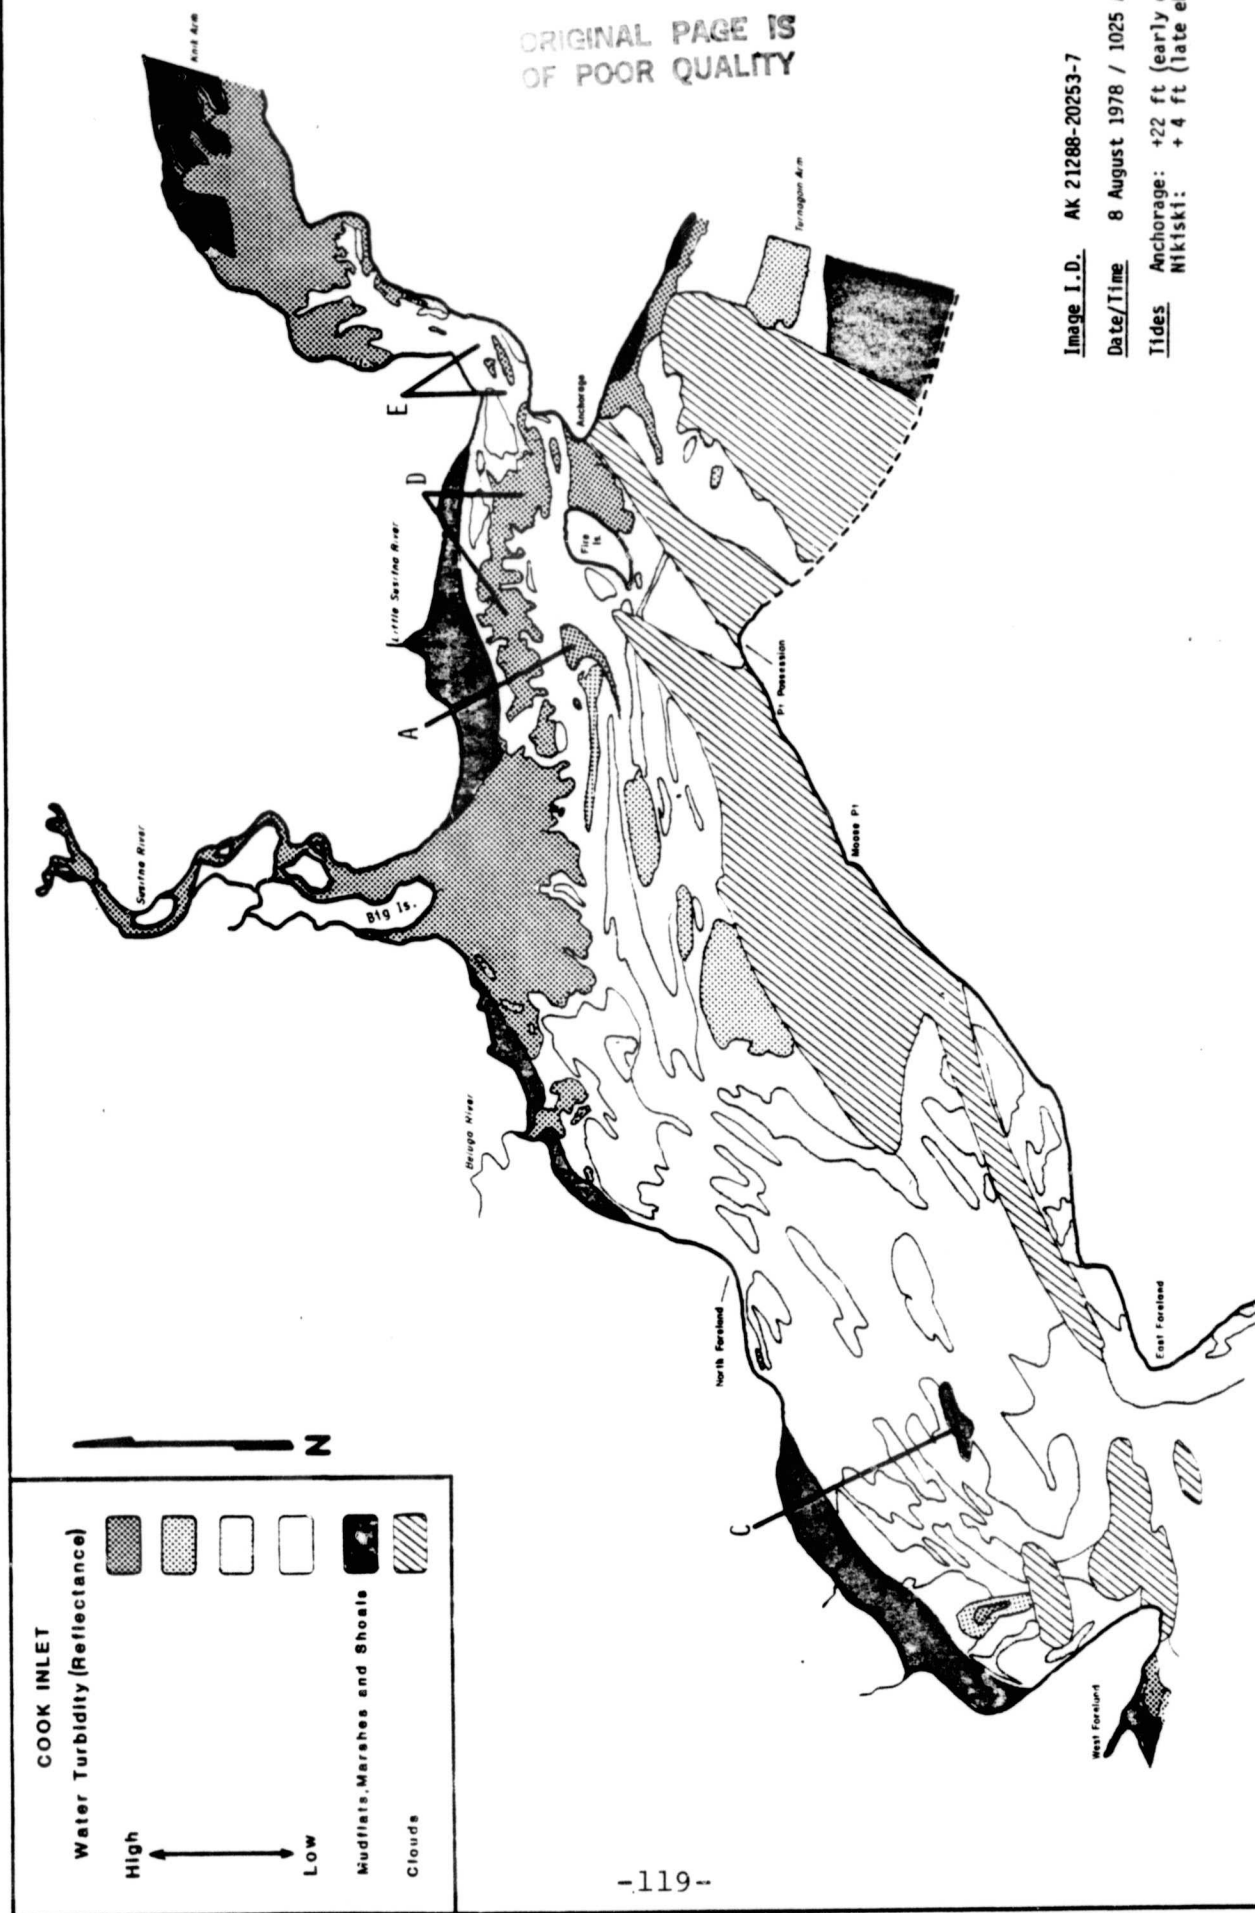 ORIGINAL PAGE IS
OF POOR QUALITY
COOK INLET
Water Turbidity (Reflectance)
High
Low
Mudflats, Marshes and Shoals
Clouds
N
Knik Arm
Turnagain Arm
Anchorage
Fire
Is.
Little Susitna River
Susitna River
Big Is.
Beluga River
Pt Possession
Moose Pt
North Foreland
East Foreland
West Foreland
A
C
D
E
Image I.D. AK 21288-20253-7
Date/Time 8 August 1978 / 1025
Tides Anchorage: +22 ft (early
Nikiski: + 4 ft (late
-119-